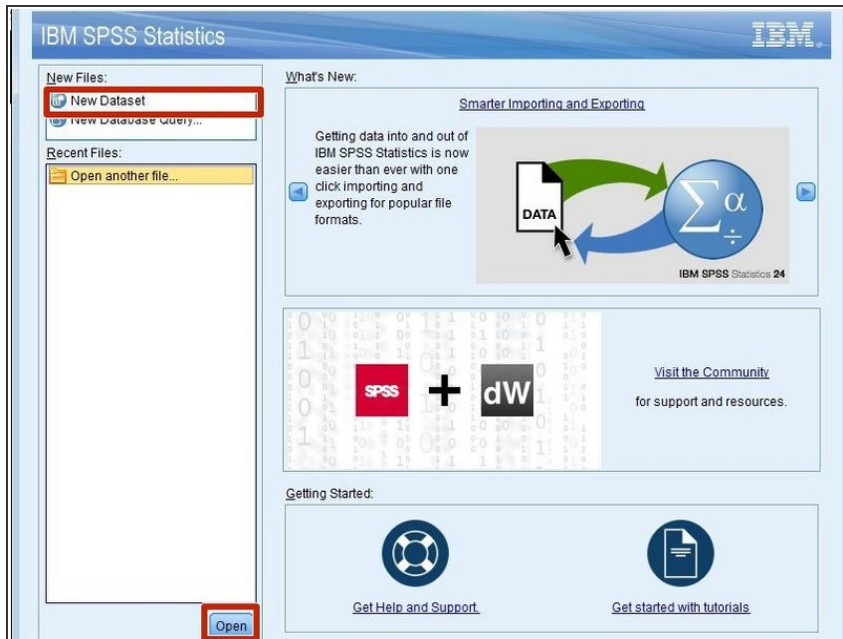 IBM SPSS Statistics
IBM.
New Files:
New Dataset
New Database Query...
Recent Files:
Open another file...
Open
What's New:
Smarter Importing and Exporting
Getting data into and out of
IBM SPSS Statistics is now
easier than ever with one
click importing and
exporting for popular file
formats.
DATA
Σ α
÷
IBM SPSS Statistics 24
SPSS + dW
Visit the Community
for support and resources.
Getting Started:
Get Help and Support.
Get started with tutorials